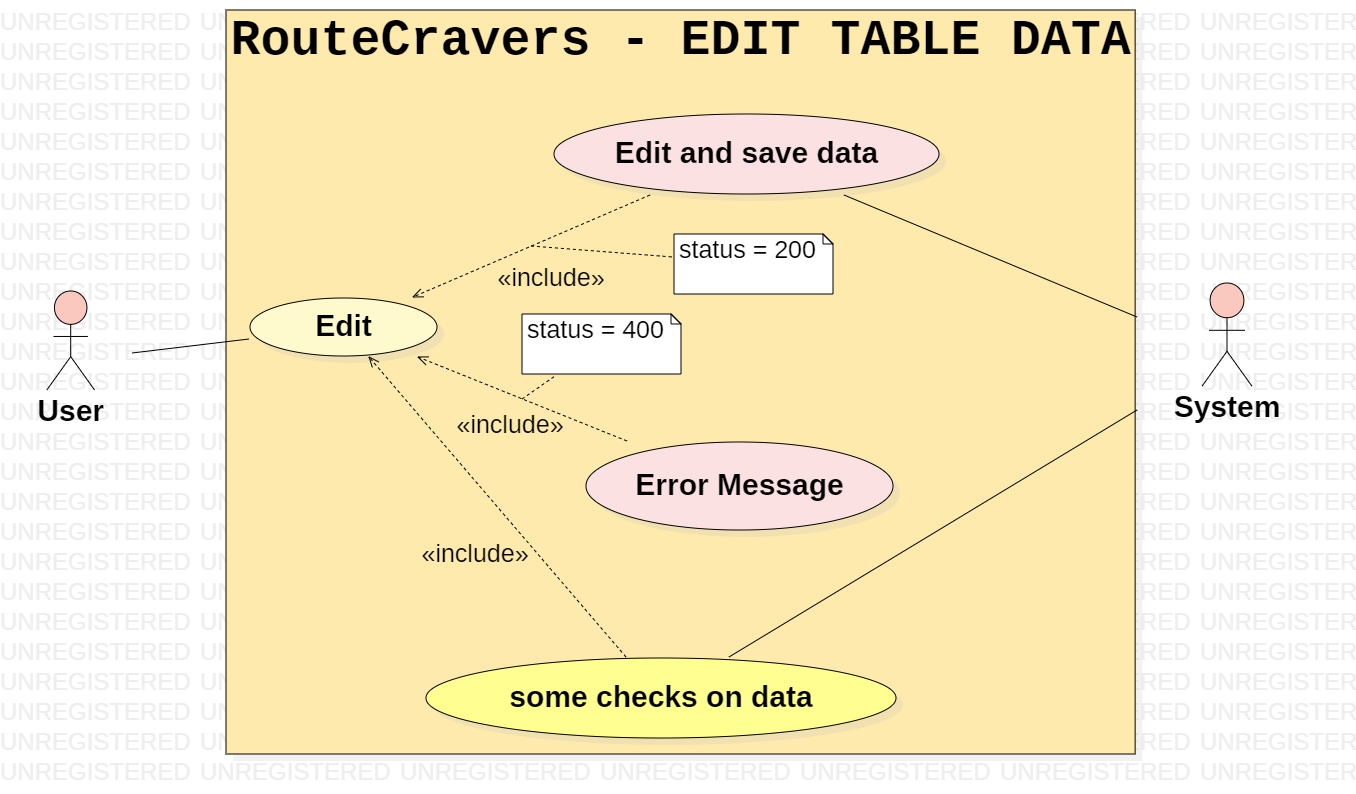 RouteCravers - EDIT TABLE DATA
Edit and save data
status = 200
«include»
Edit
status = 400
User
System
«include»
Error Message
«include»
some checks on data
UNREGISTERED UNREGISTERED UNREGISTERED UNREGISTERED UNREGISTERED UNREGISTERED UNREGISTER